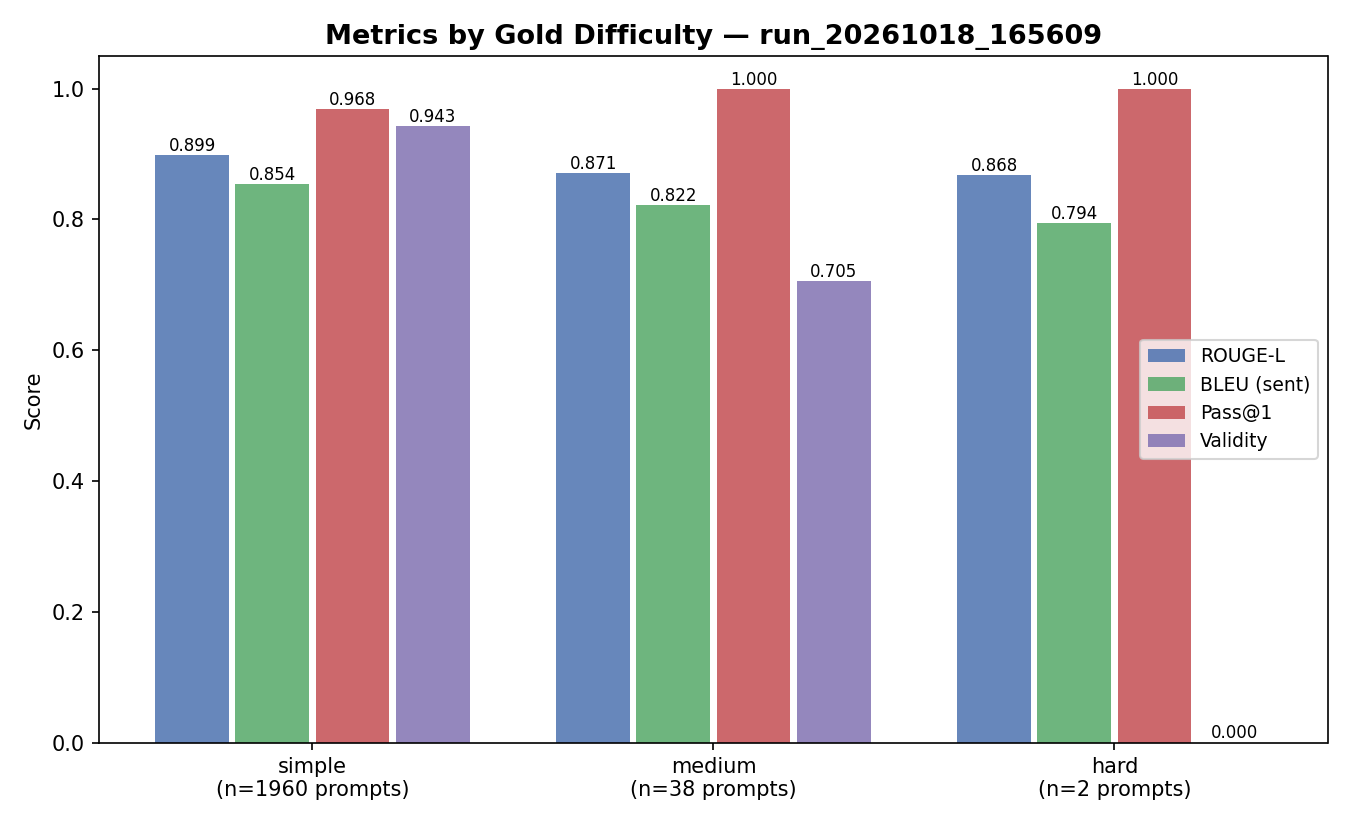 Metrics by Gold Difficulty — run_20261018_165609
Score
1.0
0.8
0.6
0.4
0.2
0.0
0.899
0.854
0.968
0.943
0.871
0.822
1.000
0.705
0.868
0.794
1.000
0.000
ROUGE-L
BLEU (sent)
Pass@1
Validity
simple
(n=1960 prompts)
medium
(n=38 prompts)
hard
(n=2 prompts)